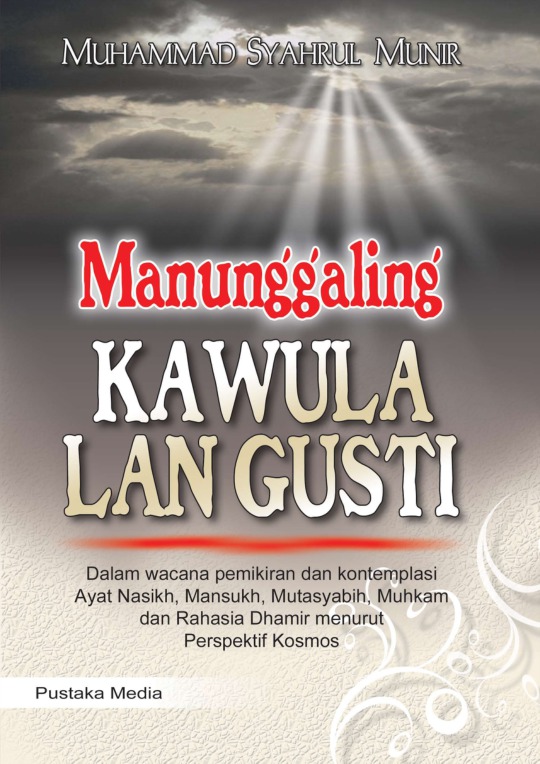 MUHAMMAD SYAHRUL MUNIR
Manunggaling
KAWULA
LAN GUSTI
Dalam wacana pemikiran dan kontemplasi
Ayat Nasikh, Mansukh, Mutasyabih, Muhkam
dan Rahasia Dhamir menurut
Perspektif Kosmos
Pustaka Media